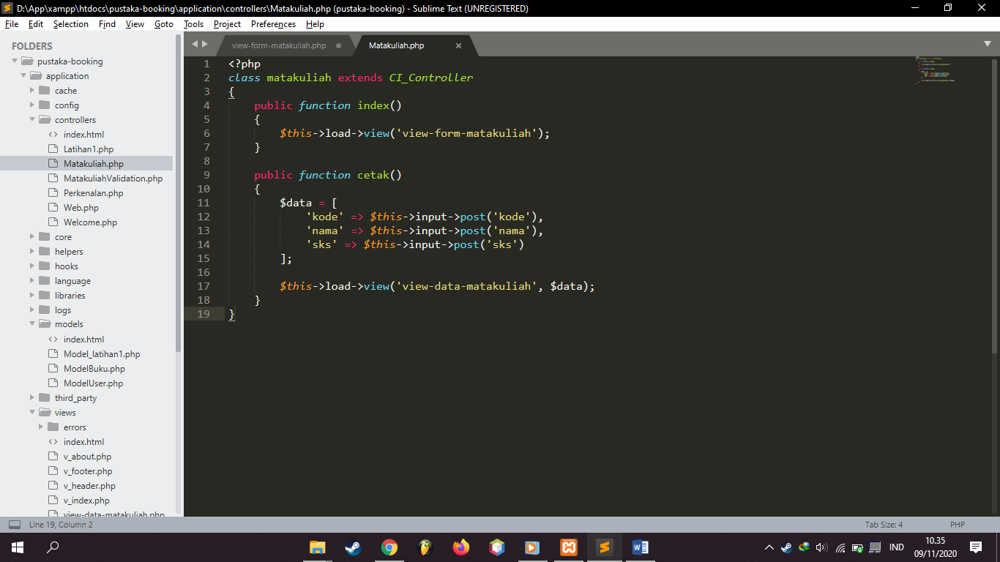 D:\App\xampp\htdocs\pustaka-booking\application\controllers\Matakuliah.php (pustaka-booking) - Sublime Text (UNREGISTERED)
File Edit Selection Find View Goto Tools Project Preferences Help
FOLDERS
pustaka-booking
application
cache
config
controllers
index.html
Latihan1.php
Matakuliah.php
MatakuliahValidation.php
Perkenalan.php
Web.php
Welcome.php
core
helpers
hooks
language
libraries
logs
models
index.html
Model_latihan1.php
ModelBuku.php
ModelUser.php
third_party
views
errors
index.html
v_about.php
v_footer.php
v_header.php
v_index.php
view-data-matakuliah.php
view-form-matakuliah.php Matakuliah.php
1 <?php
2 class matakuliah extends CI_Controller
3 {
4     public function index()
5     {
6         $this->load->view('view-form-matakuliah');
7     }
8
9     public function cetak()
10     {
11         $data = [
12             'kode' => $this->input->post('kode'),
13             'nama' => $this->input->post('nama'),
14             'sks' => $this->input->post('sks')
15         ];
16
17         $this->load->view('view-data-matakuliah', $data);
18     }
19 }
Line 19, Column 2 Tab Size: 4 PHP
IND 10.35
09/11/2020